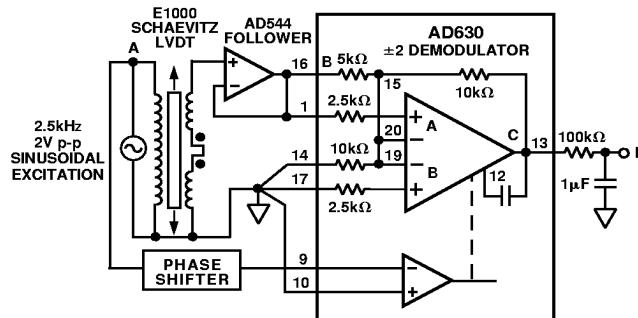 E1000
SCHAEVITZ
LVDT
AD544
FOLLOWER
AD630
±2 DEMODULATOR
A
16
B
5kΩ
15
10kΩ
1
2.5kΩ
A
20
C
13
100kΩ
D
2.5kHz
2V p-p
SINUSOIDAL
EXCITATION
14
10kΩ
19
B
12
1µF
17
2.5kΩ
PHASE
SHIFTER
9
10